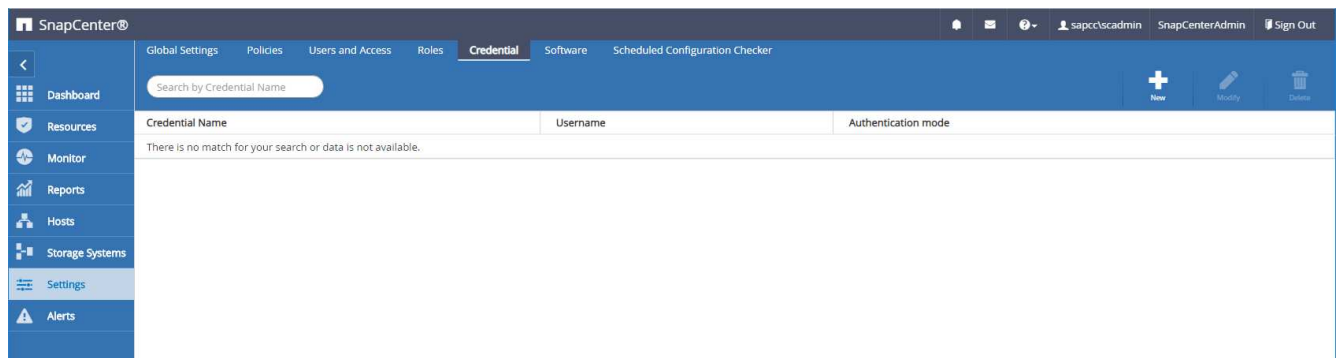 SnapCenter® sapcc\scadmin SnapCenterAdmin Sign Out
Global Settings Policies Users and Access Roles Credential Software Scheduled Configuration Checker
Search by Credential Name
New Modify Delete
Dashboard
Resources
Monitor
Reports
Hosts
Storage Systems
Settings
Alerts
Credential Name Username Authentication mode
There is no match for your search or data is not available.